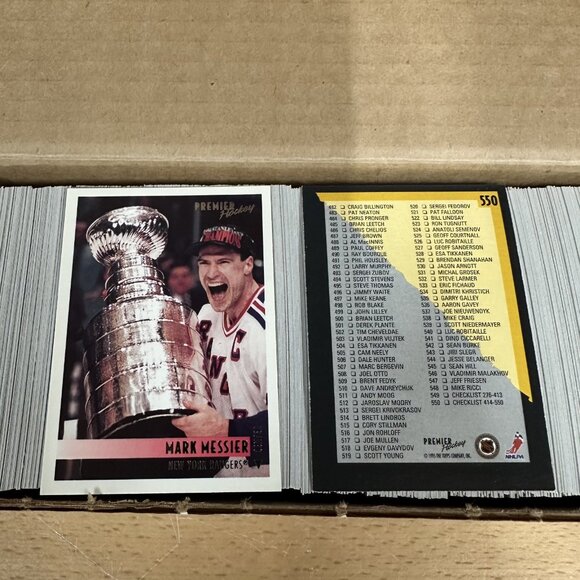 PREMIER
Hockey
CHAMPIONS
C
MARK MESSIER
NEW YORK RANGERS
550
482 CRAIG BILLINGTON
483 PAT NEATON
484 CHRIS PRONGER
485 BRIAN LEETCH
486 CHRIS CHELIOS
487 JEFF BROWN
488 AL MacINNIS
489 PAUL COFFEY
490 RAY BOURQUE
491 PHIL HOUSLEY
492 LARRY MURPHY
493 SERGEI ZUBOV
494 SCOTT STEVENS
495 STEVE THOMAS
496 JIMMY WAITE
497 MIKE KEANE
498 ROB BLAKE
499 JOHN LILLEY
500 BRIAN LEETCH
501 DEREK PLANTE
502 TIM CHEVELDAE
503 VLADIMIR VUJTEK
504 ESA TIKKANEN
505 CAM NEELY
506 DALE HUNTER
507 MARC BERGEVIN
508 JOEL OTTO
509 BRENT FEDYK
510 DAVE ANDREYCHUK
511 ANDY MOOG
512 JAROSLAV MODRY
513 SERGEI KRIVOKRASOV
514 BRETT LINDROS
515 CORY STILLMAN
516 JON ROHLOFF
517 JOE MULLEN
518 EVGENY DAVYDOV
519 SCOTT YOUNG
520 SERGEI FEDOROV
521 PAT FALLOON
522 BILL LINDSAY
523 RON TUGNUTT
524 ANATOLI SEMENOV
525 GEOFF COURTNALL
526 LUC ROBITAILLE
527 GEOFF SANDERSON
528 ESA TIKKANEN
529 BRENDAN SHANAHAN
530 JASON ARNOTT
531 MICHAL GROSEK
532 STEVE LARMER
533 ERIC FICHAUD
534 DIMITRI KHRISTICH
535 GARRY GALLEY
536 AARON GAVEY
537 JOE NIEUWENDYK
538 MIKE CRAIG
539 SCOTT NIEDERMAYER
540 LUC ROBITAILLE
541 DINO CICCARELLI
542 SEAN BURKE
543 JIRI SLEGR
544 JESSE BELANGER
545 SEAN HILL
546 VLADIMIR MALAKHOV
547 JEFF FRIESEN
548 MIKE RICCI
549 CHECKLIST 276-413
550 CHECKLIST 414-550
PREMIER
Hockey
© 1995 THE TOPPS COMPANY, INC.
NHLPA